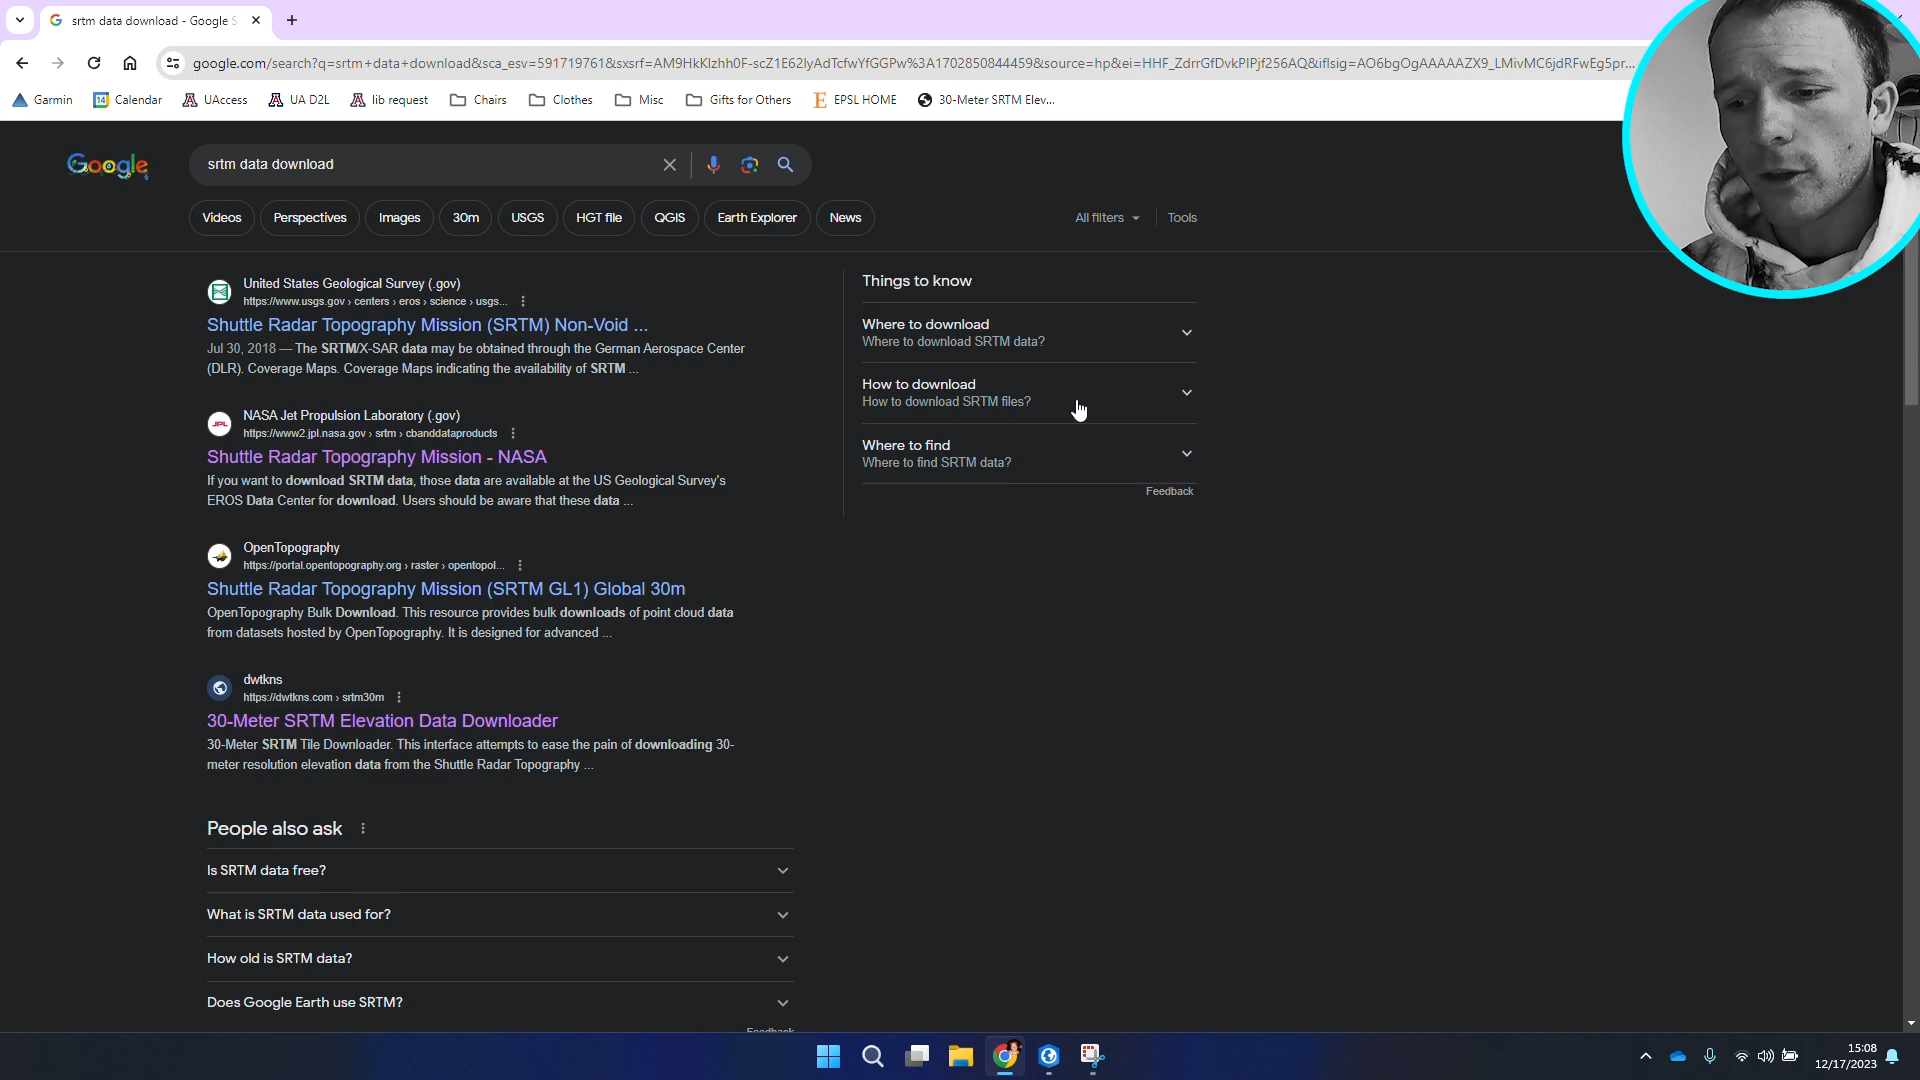 srtm data download - Google S
google.com/search?q=srtm+data+download&sca_esv=591719761&sxsrf=AM9HkKlzhh0F-scZ1E62lyAdTcfwYfGGPw%3A1702850844459&source=hp&ei=HHF_ZdrrGfDvkPIPjf256AQ&iflsig=AO6bgOgAAAAAZX9_LMivMC6jdRFwEg5pr...
Garmin
Calendar
UAccess
UA D2L
lib request
Chairs
Clothes
Misc
Gifts for Others
EPSL HOME
30-Meter SRTM Elev...
Google
srtm data download
Videos
Perspectives
Images
30m
USGS
HGT file
QGIS
Earth Explorer
News
All filters
Tools
United States Geological Survey (.gov)
https://www.usgs.gov › centers › eros › science › usgs...
Shuttle Radar Topography Mission (SRTM) Non-Void ...
Jul 30, 2018 — The SRTM/X-SAR data may be obtained through the German Aerospace Center
(DLR). Coverage Maps. Coverage Maps indicating the availability of SRTM ...
JPL
NASA Jet Propulsion Laboratory (.gov)
https://www2.jpl.nasa.gov › srtm › cbanddataproducts
Shuttle Radar Topography Mission - NASA
If you want to download SRTM data, those data are available at the US Geological Survey's
EROS Data Center for download. Users should be aware that these data ...
OpenTopography
https://portal.opentopography.org › raster › opentopol...
Shuttle Radar Topography Mission (SRTM GL1) Global 30m
OpenTopography Bulk Download. This resource provides bulk downloads of point cloud data
from datasets hosted by OpenTopography. It is designed for advanced ...
dwtkns
https://dwtkns.com › srtm30m
30-Meter SRTM Elevation Data Downloader
30-Meter SRTM Tile Downloader. This interface attempts to ease the pain of downloading 30-
meter resolution elevation data from the Shuttle Radar Topography ...
People also ask
Is SRTM data free?
What is SRTM data used for?
How old is SRTM data?
Does Google Earth use SRTM?
Feedback
Things to know
Where to download
Where to download SRTM data?
How to download
How to download SRTM files?
Where to find
Where to find SRTM data?
Feedback
15:08
12/17/2023